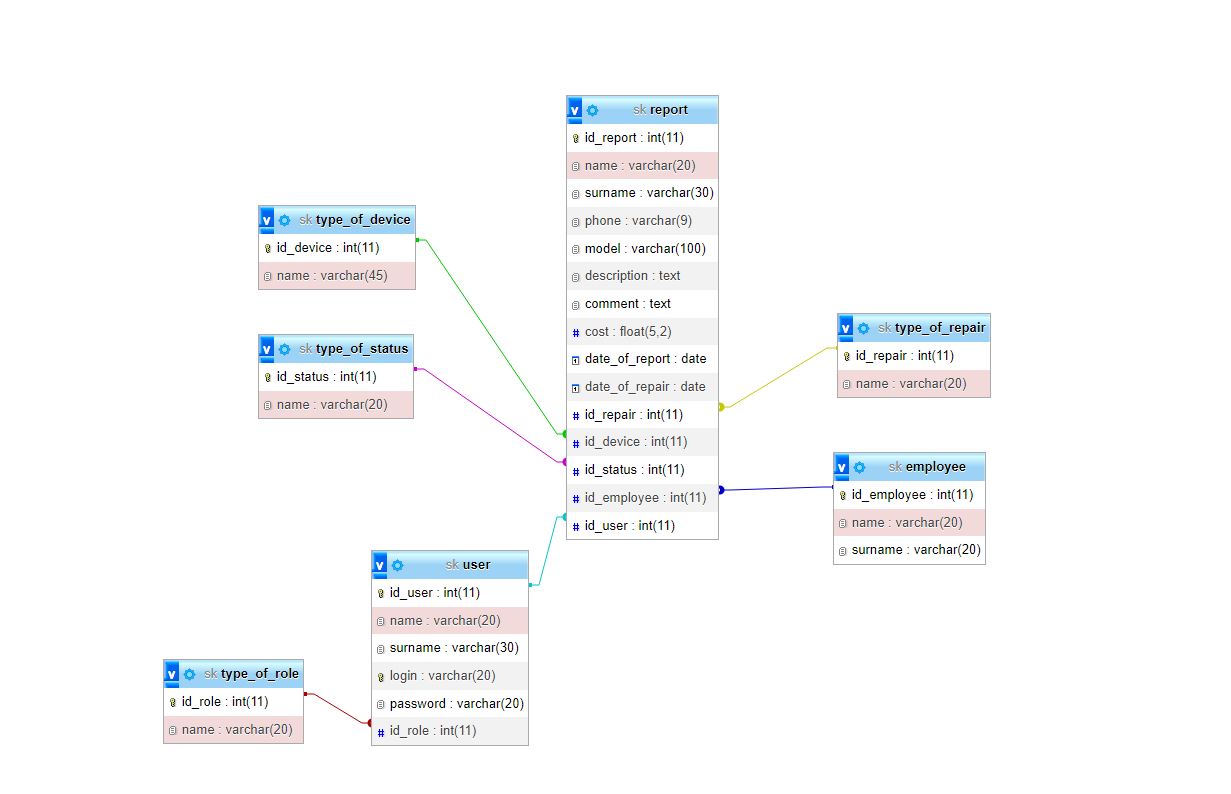 sk report
id_report : int(11)
name : varchar(20)
surname : varchar(30)
phone : varchar(9)
model : varchar(100)
description : text
comment : text
# cost : float(5,2)
date_of_report : date
date_of_repair : date
# id_repair : int(11)
# id_device : int(11)
# id_status : int(11)
# id_employee : int(11)
# id_user : int(11)
v sk type_of_device
id_device : int(11)
name : varchar(45)
v sk type_of_status
id_status : int(11)
name : varchar(20)
v sk type_of_repair
id_repair : int(11)
name : varchar(20)
v sk employee
id_employee : int(11)
name : varchar(20)
surname : varchar(20)
v sk user
id_user : int(11)
name : varchar(20)
surname : varchar(30)
login : varchar(20)
password : varchar(20)
# id_role : int(11)
v sk type_of_role
id_role : int(11)
name : varchar(20)